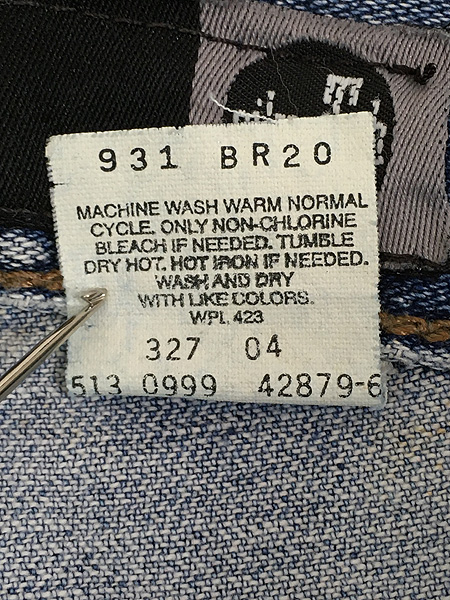 931 BR20
MACHINE WASH WARM NORMAL
CYCLE. ONLY NON-CHLORINE
BLEACH IF NEEDED. TUMBLE
DRY HOT. HOT IRON IF NEEDED.
WASH AND DRY
WITH LIKE COLORS.
WPL 423
327 04
513 0999 42879-6